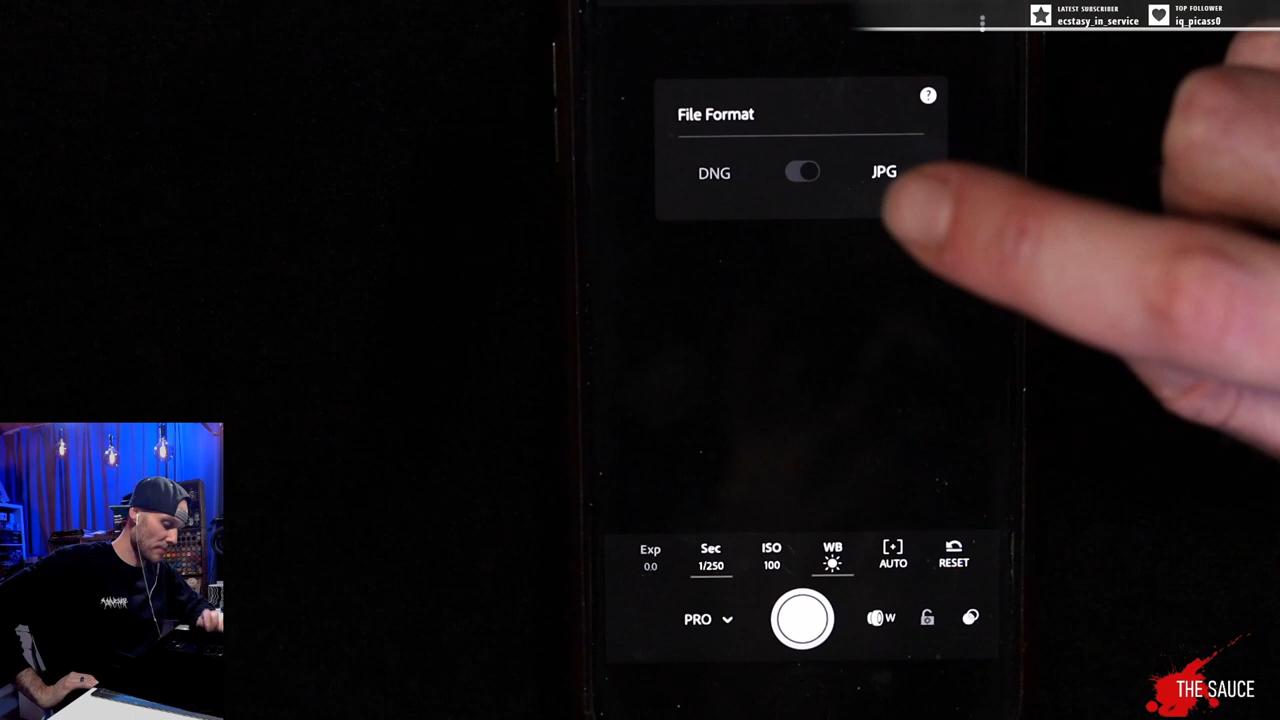 LATEST SUBSCRIBER
ecstasy_in_service
TOP FOLLOWER
iq_picass0
?
File Format
DNG
JPG
Exp
0.0
Sec
1/250
ISO
100
WB
[+]
AUTO
RESET
PRO
W
THE SAUCE